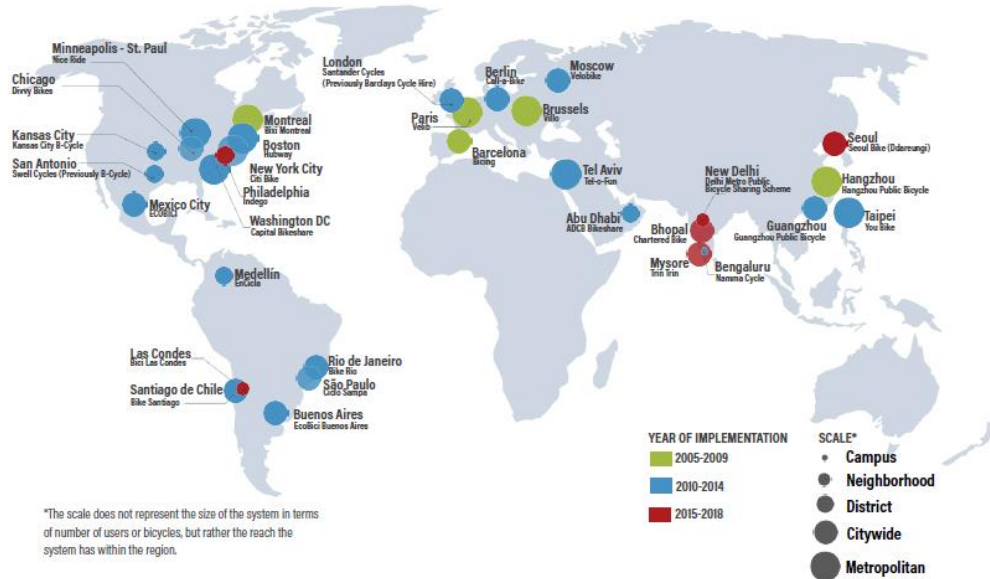 Minneapolis - St. Paul
Nice Ride
Chicago
Divvy Bikes
Kansas City
Kansas City B-Cycle
San Antonio
Swell Cycles (Previously B-Cycle)
Mexico City
ECOBICI
Montreal
Bixi Montreal
Boston
Hubway
New York City
Citi Bike
Philadelphia
Indego
Washington DC
Capital Bikeshare
Medellín
EnCicla
Las Condes
Bici Las Condes
Santiago de Chile
Bike Santiago
Rio de Janeiro
Bike Rio
São Paulo
Ciclo Sampa
Buenos Aires
EcoBici Buenos Aires
London
Santander Cycles
(Previously Barclays Cycle Hire)
Paris
Velib
Berlin
Call-a-Bike
Moscow
Velobike
Brussels
Villo
Barcelona
Bicing
Tel Aviv
Tel-o-Fun
Abu Dhabi
ADCB Bikeshare
New Delhi
Delhi Metro Public
Bicycle Sharing Scheme
Bhopal
Chartered Bike
Mysore
Trin Trin
Bengaluru
Namma Cycle
Seoul
Seoul Bike (Ddareungi)
Hangzhou
Hangzhou Public Bicycle
Guangzhou
Guangzhou Public Bicycle
Taipei
You Bike
YEAR OF IMPLEMENTATION
2005-2009
2010-2014
2015-2018
SCALE*
Campus
Neighborhood
District
Citywide
Metropolitan
*The scale does not represent the size of the system in terms
of number of users or bicycles, but rather the reach the
system has within the region.